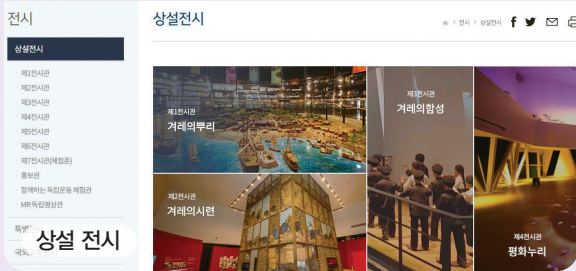 전시
상설전시
제1전시관
제2전시관
제3전시관
제4전시관
제5전시관
제6전시관
제7전시관(체험존)
홍보관
함께하는 독립운동 체험관
MR독립영상관
특별
국외
상설 전시
상설전시
전시 > 상설전시
제1전시관
겨레의뿌리
제2전시관
겨레의시련
제3전시관
겨레의함성
제4전시관
평화누리